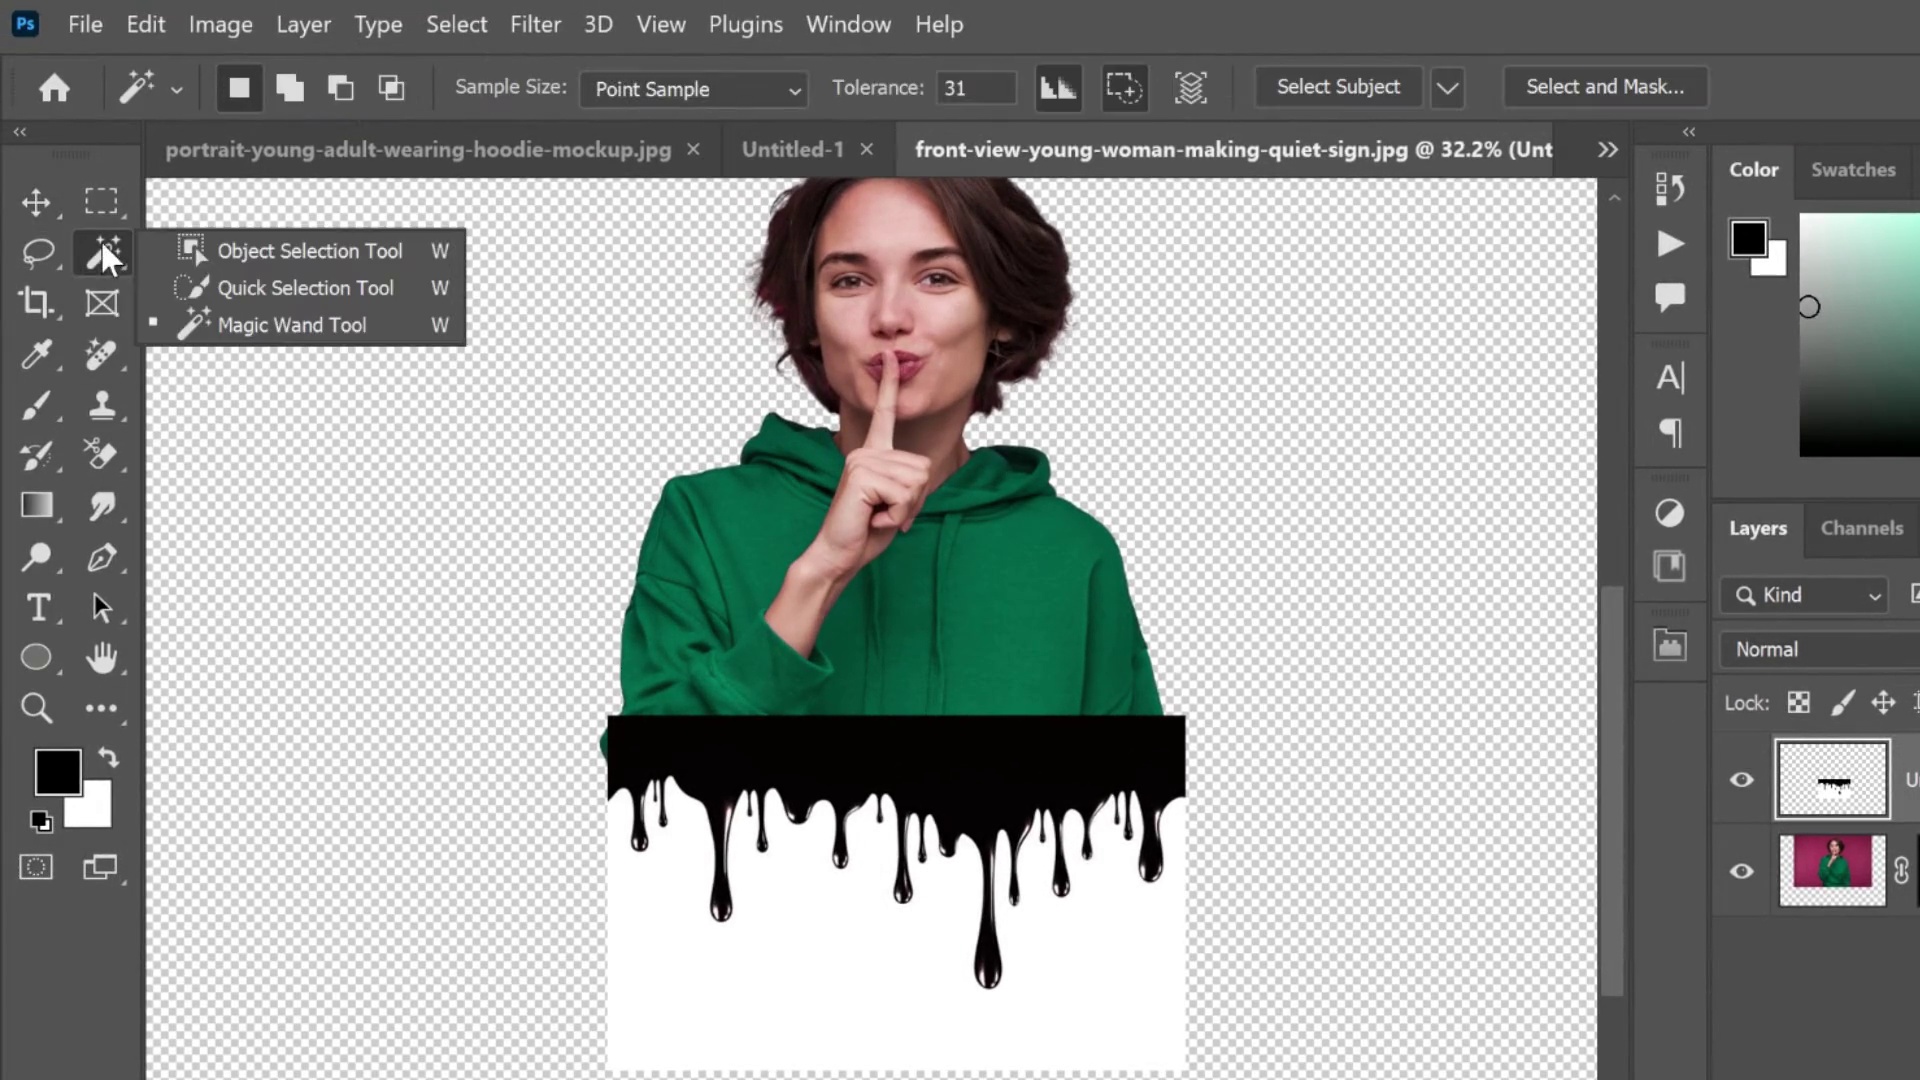 Ps File Edit Image Layer Type Select Filter 3D View Plugins Window Help
Sample Size: Point Sample Tolerance: 31 Select Subject Select and Mask...
portrait-young-adult-wearing-hoodie-mockup.jpg × Untitled-1 × front-view-young-woman-making-quiet-sign.jpg @ 32.2% (Unt
Color Swatches
Object Selection Tool W
Quick Selection Tool W
Magic Wand Tool W
Layers Channels
Kind
Normal
Lock: